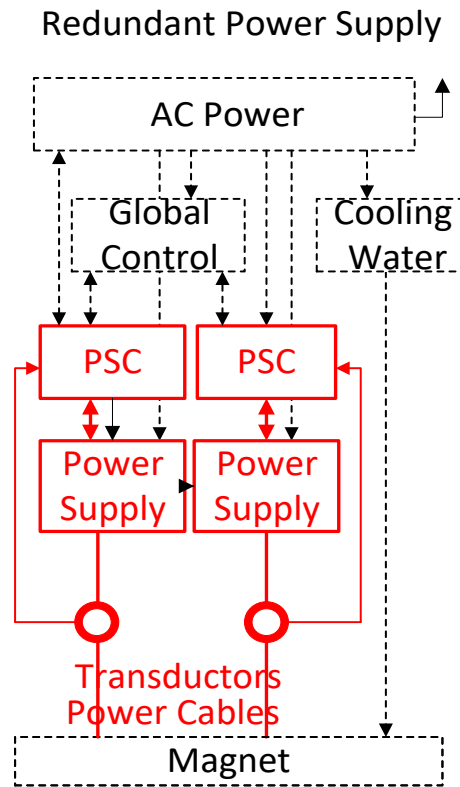 Redundant Power Supply
AC Power
Global
Control
Cooling
Water
PSC
PSC
Power
Supply
Power
Supply
Transductors
Power Cables
Magnet